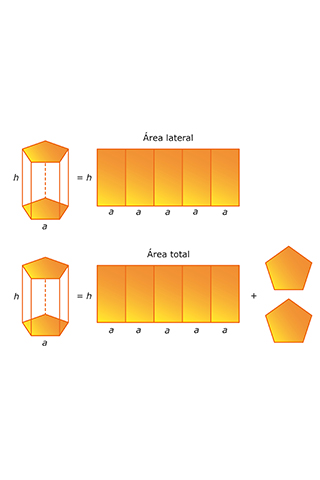 Área lateral
h = h
a a a a a
a
Área total
h = h +
a a a a a
a